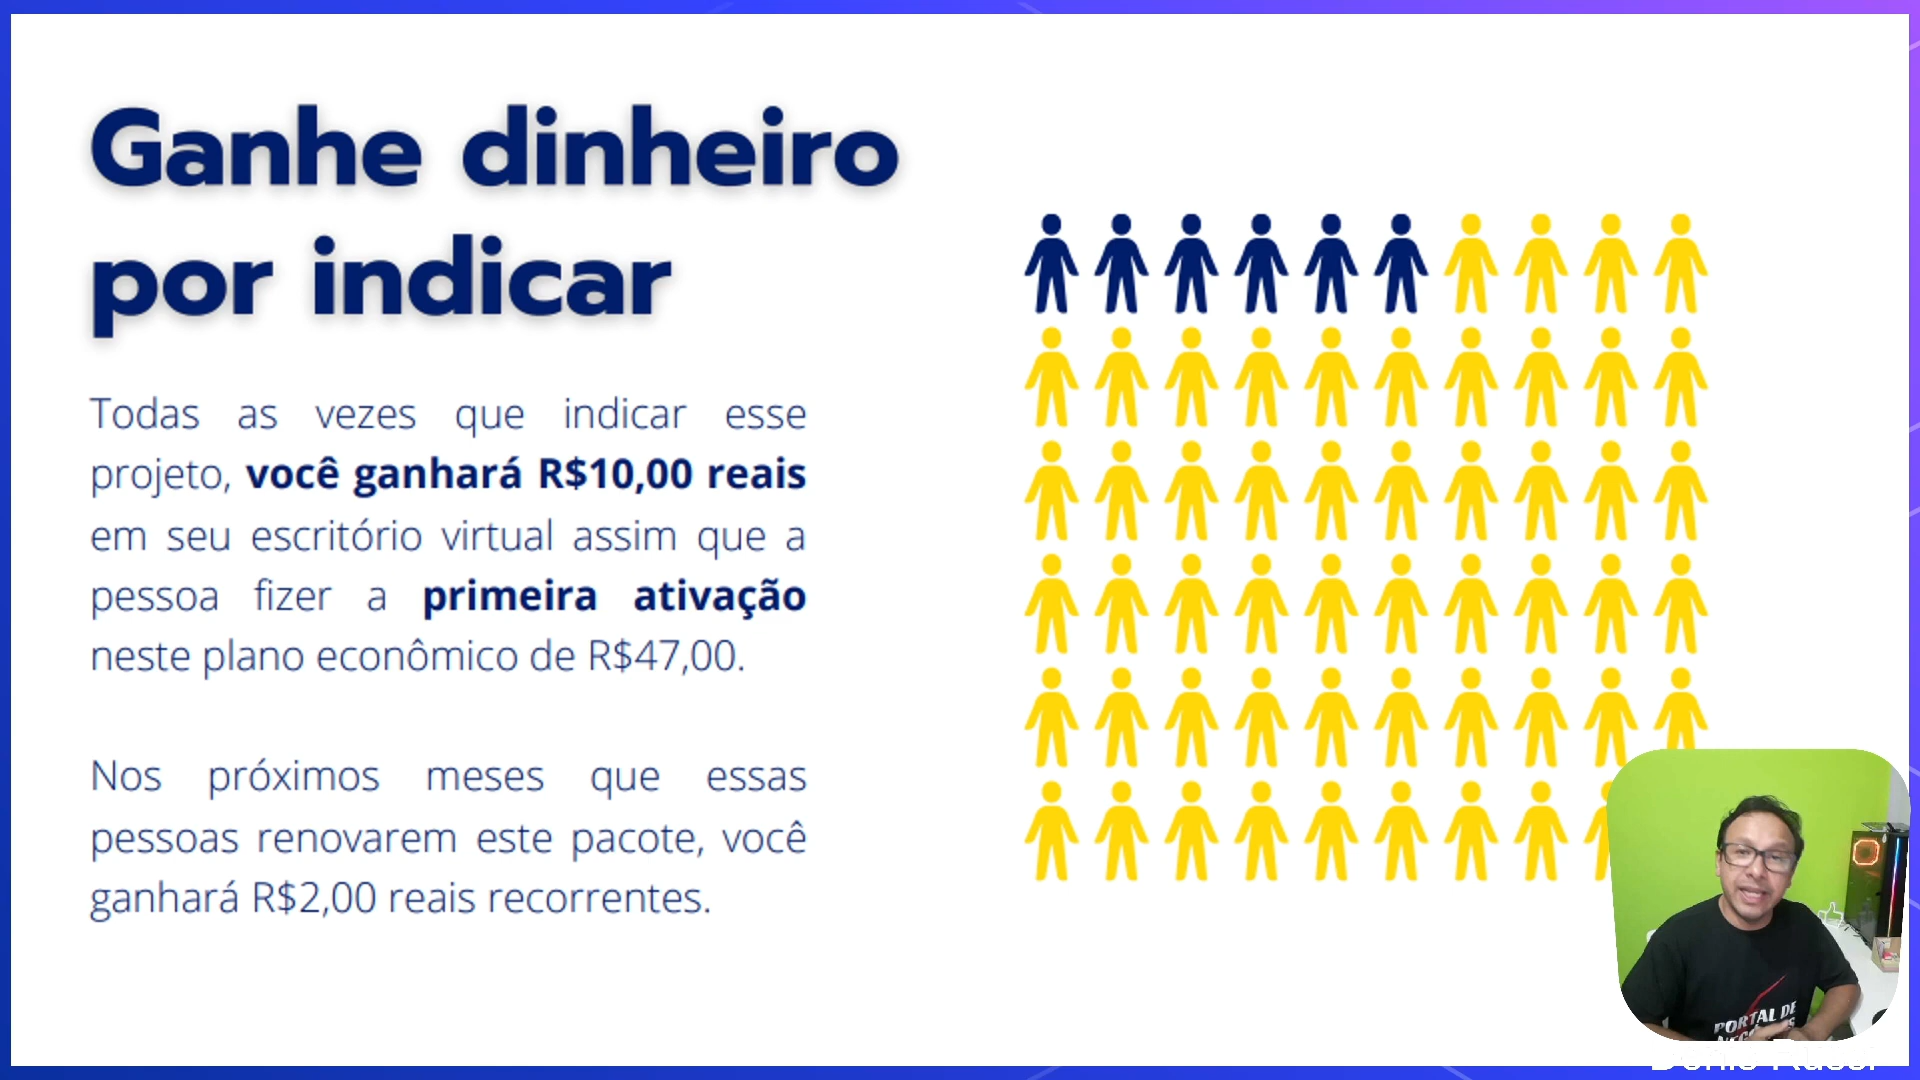 Ganhe dinheiro
por indicar
Todas as vezes que indicar esse
projeto, você ganhará R$10,00 reais
em seu escritório virtual assim que a
pessoa fizer a primeira ativação
neste plano econômico de R$47,00.
Nos próximos meses que essas
pessoas renovarem este pacote, você
ganhará R$2,00 reais recorrentes.
PORTAL DE